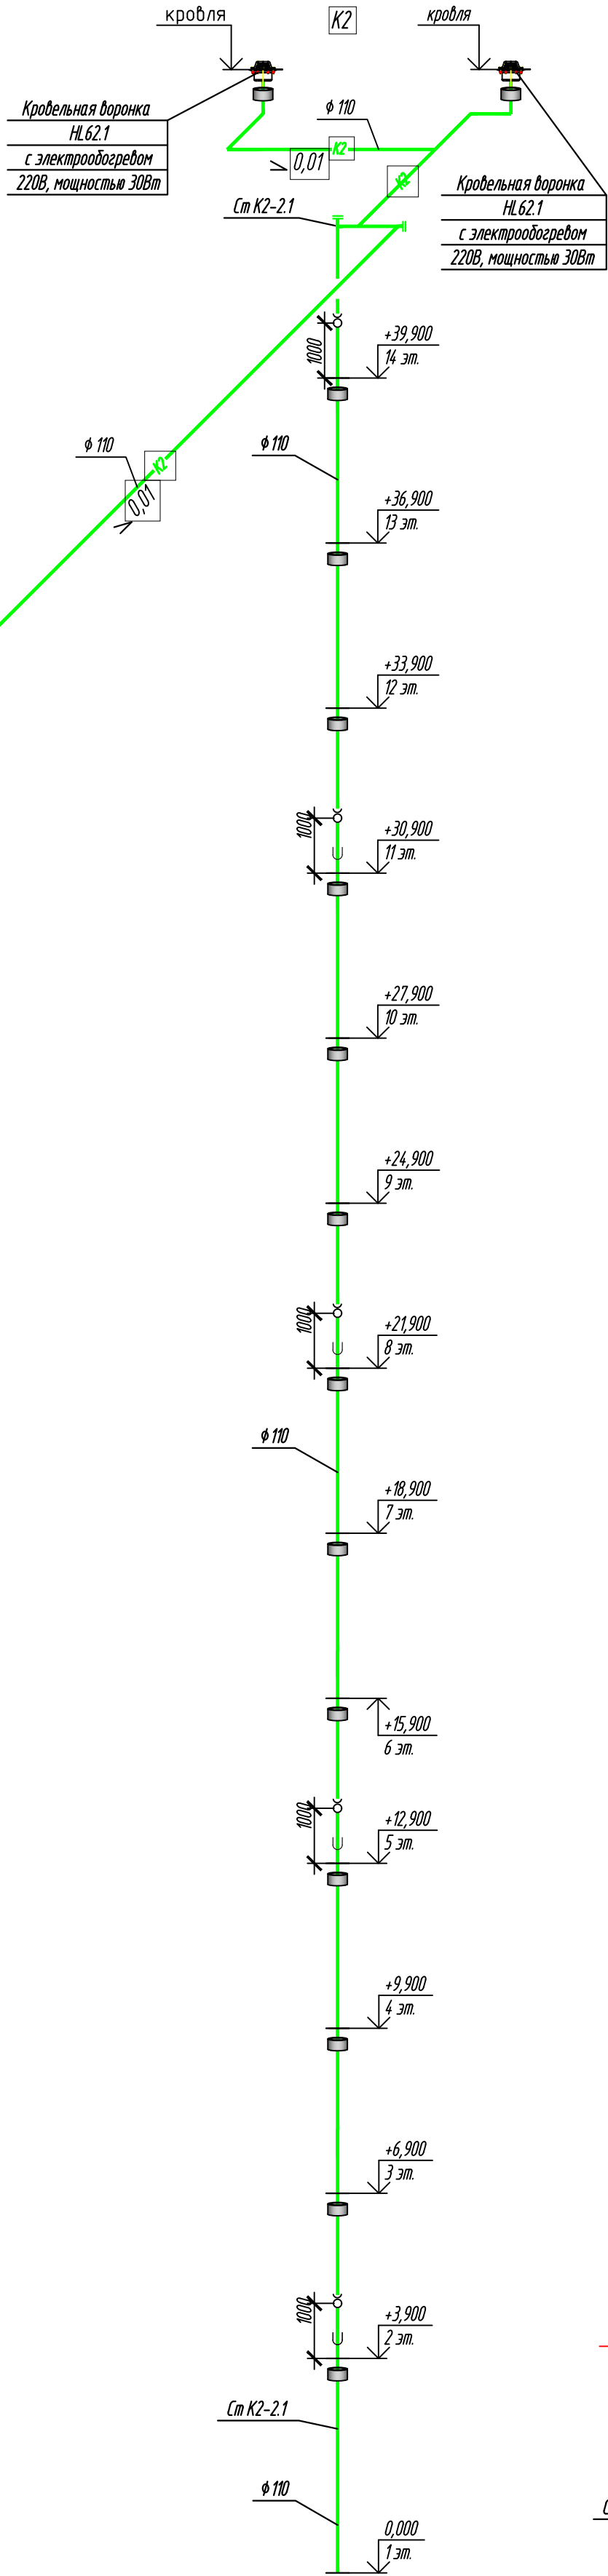 К2
кровля
кровля
Кровельная воронка
HL62.1
с электрообогревом
220В, мощностью 30Вт
ϕ 110
К2
0,01
К2
Кровельная воронка
HL62.1
с электрообогревом
220В, мощностью 30Вт
Ст К2-2.1
1000
+39,900
14 эт.
ϕ 110
К2
0,01
ϕ 110
+36,900
13 эт.
+33,900
12 эт.
1000
+30,900
11 эт.
+27,900
10 эт.
+24,900
9 эт.
1000
+21,900
8 эт.
ϕ 110
+18,900
7 эт.
+15,900
6 эт.
1000
+12,900
5 эт.
+9,900
4 эт.
+6,900
3 эт.
1000
+3,900
2 эт.
Ст К2-2.1
ϕ 110
0,000
1 эт.